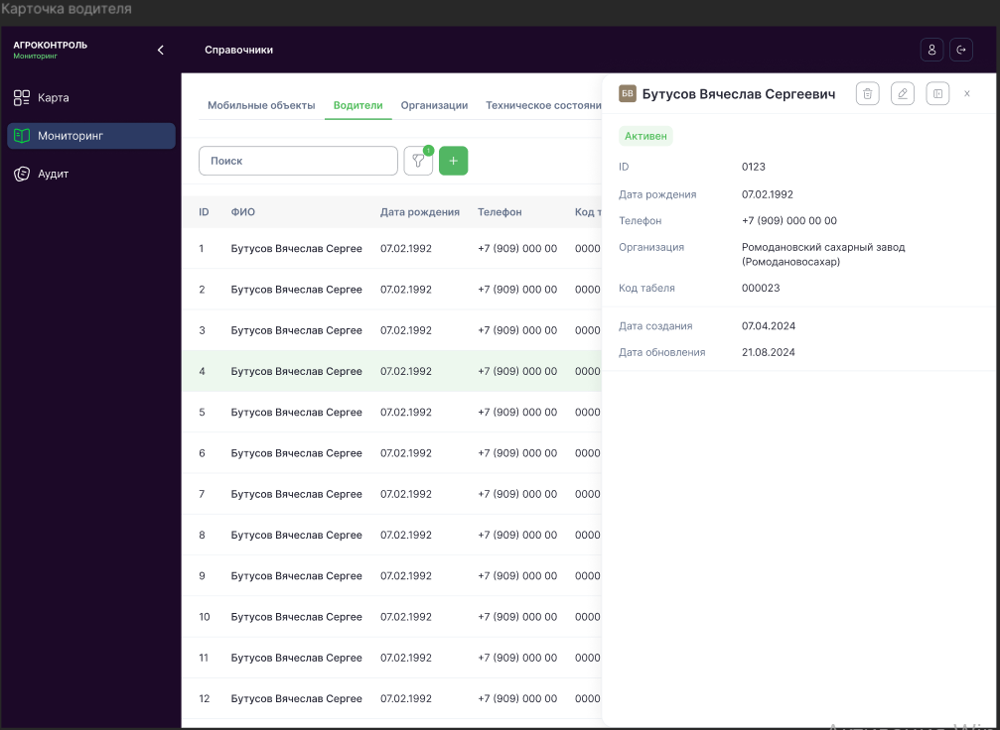 Карточка водителя
АГРОКОНТРОЛЬ
Мониторинг
Справочники
Карта
Мониторинг
Аудит
Мобильные объекты Водители Организации Техническое состояни
Поиск 1 +
ID ФИО Дата рождения Телефон Код т
1 Бутусов Вячеслав Сергее 07.02.1992 +7 (909) 000 00 0000
2 Бутусов Вячеслав Сергее 07.02.1992 +7 (909) 000 00 0000
3 Бутусов Вячеслав Сергее 07.02.1992 +7 (909) 000 00 0000
4 Бутусов Вячеслав Сергее 07.02.1992 +7 (909) 000 00 0000
5 Бутусов Вячеслав Сергее 07.02.1992 +7 (909) 000 00 0000
6 Бутусов Вячеслав Сергее 07.02.1992 +7 (909) 000 00 0000
7 Бутусов Вячеслав Сергее 07.02.1992 +7 (909) 000 00 0000
8 Бутусов Вячеслав Сергее 07.02.1992 +7 (909) 000 00 0000
9 Бутусов Вячеслав Сергее 07.02.1992 +7 (909) 000 00 0000
10 Бутусов Вячеслав Сергее 07.02.1992 +7 (909) 000 00 0000
11 Бутусов Вячеслав Сергее 07.02.1992 +7 (909) 000 00 0000
12 Бутусов Вячеслав Сергее 07.02.1992 +7 (909) 000 00 0000
БВ Бутусов Вячеслав Сергеевич x
Активен
ID 0123
Дата рождения 07.02.1992
Телефон +7 (909) 000 00 00
Организация Ромодановский сахарный завод
(Ромодановосахар)
Код табеля 000023
Дата создания 07.04.2024
Дата обновления 21.08.2024